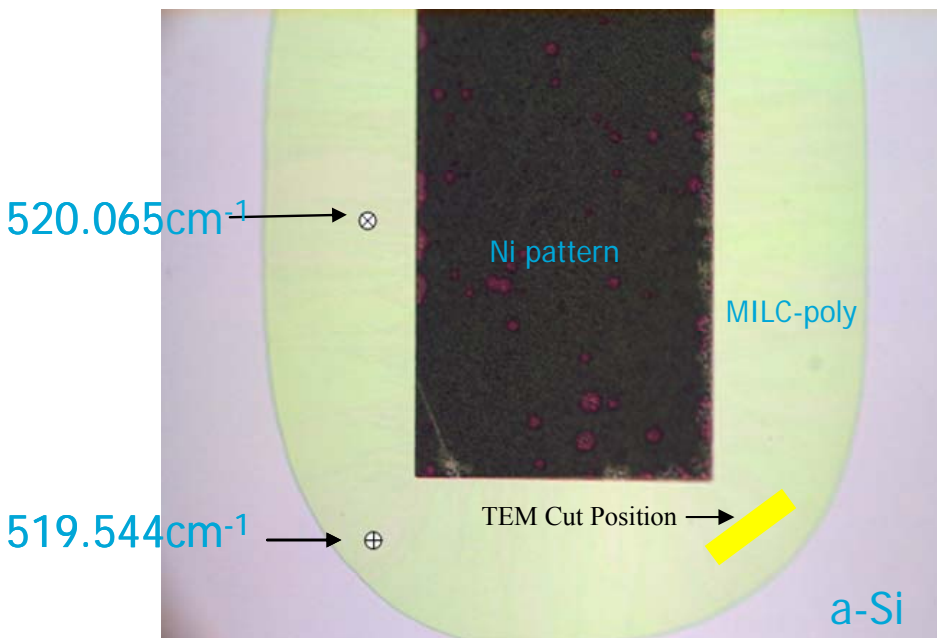 520.065cm-1
Ni pattern
MILC-poly
TEM Cut Position
519.544cm-1
a-Si